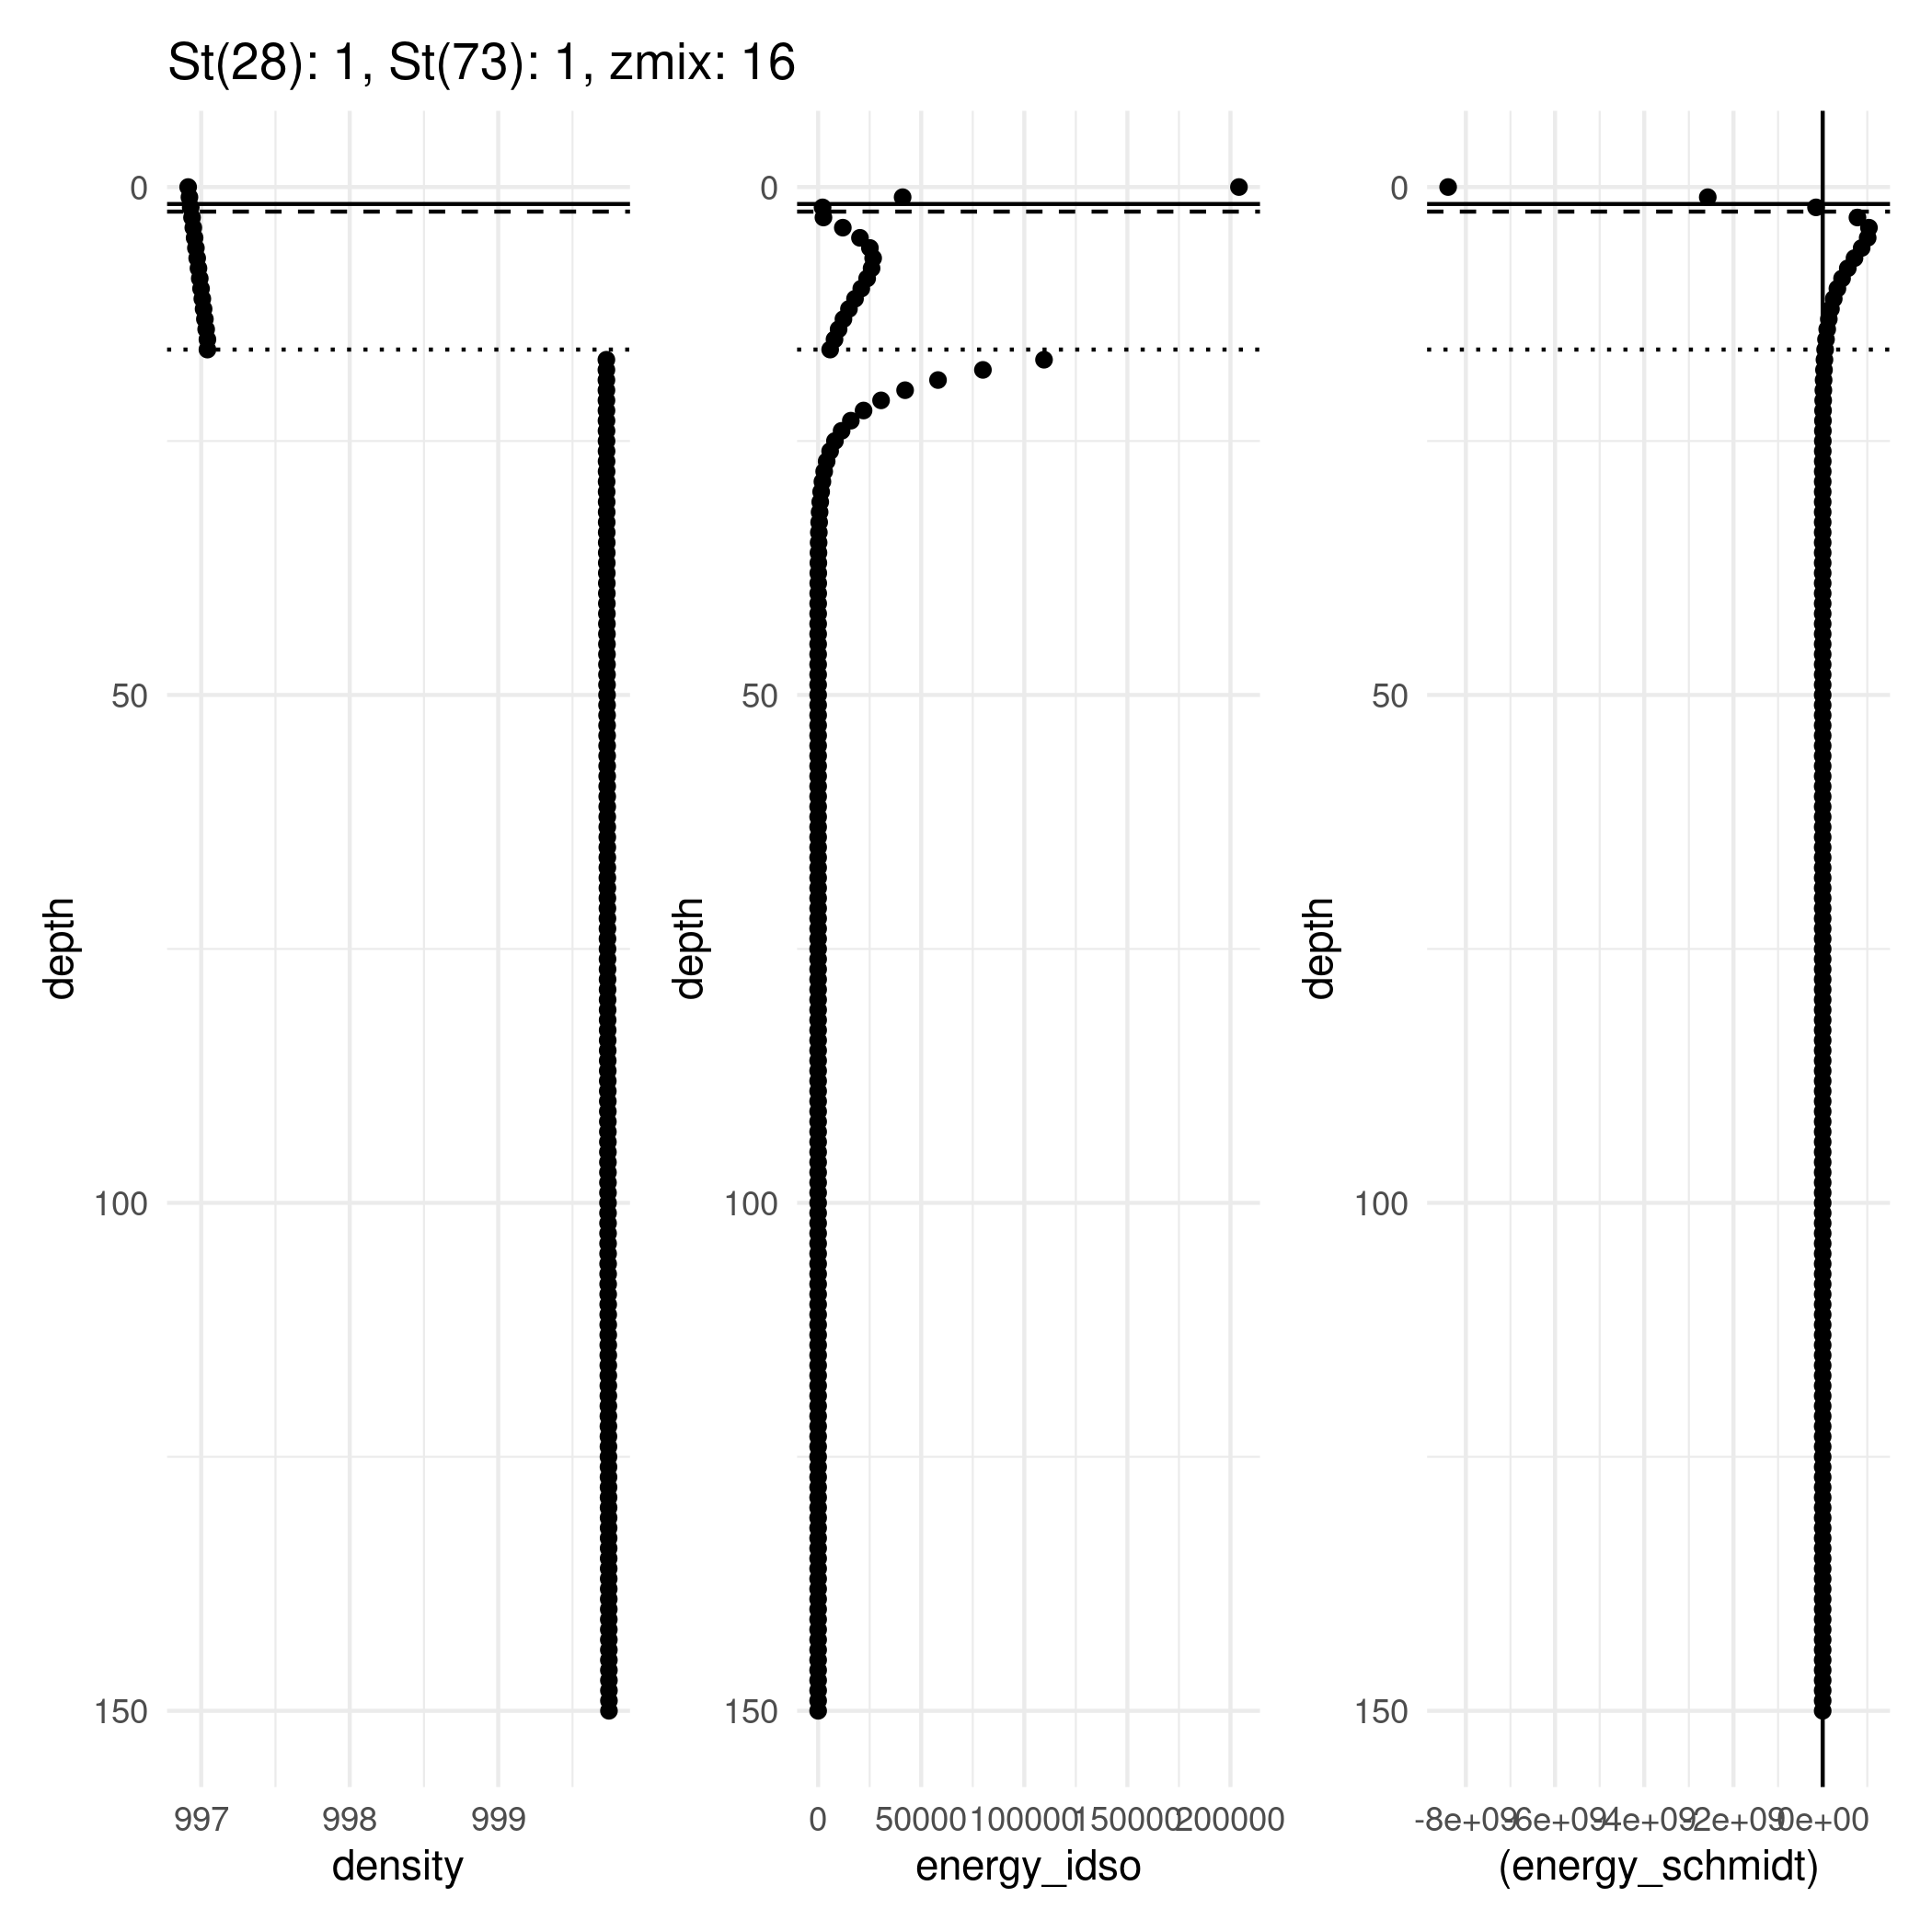 St(28): 1, St(73): 1, zmix: 16
0
50
100
150
depth
997 998 999
density
0
50
100
150
depth
0 50000 100000 150000 200000
energy_idso
0
50
100
150
depth
-8e+09 -6e+09 -4e+09 -2e+09 0e+00
(energy_schmidt)